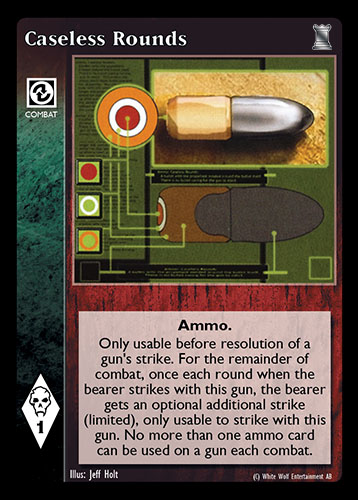 Caseless Rounds
COMBAT
Ammo: Caseless Rounds
Ammo.
Only usable before resolution of a
gun's strike. For the remainder of
combat, once each round when the
bearer strikes with this gun, the bearer
gets an optional additional strike
(limited), only usable to strike with this
gun. No more than one ammo card
can be used on a gun each combat.
1
Illus: Jeff Holt
(C) White Wolf Entertainment AB